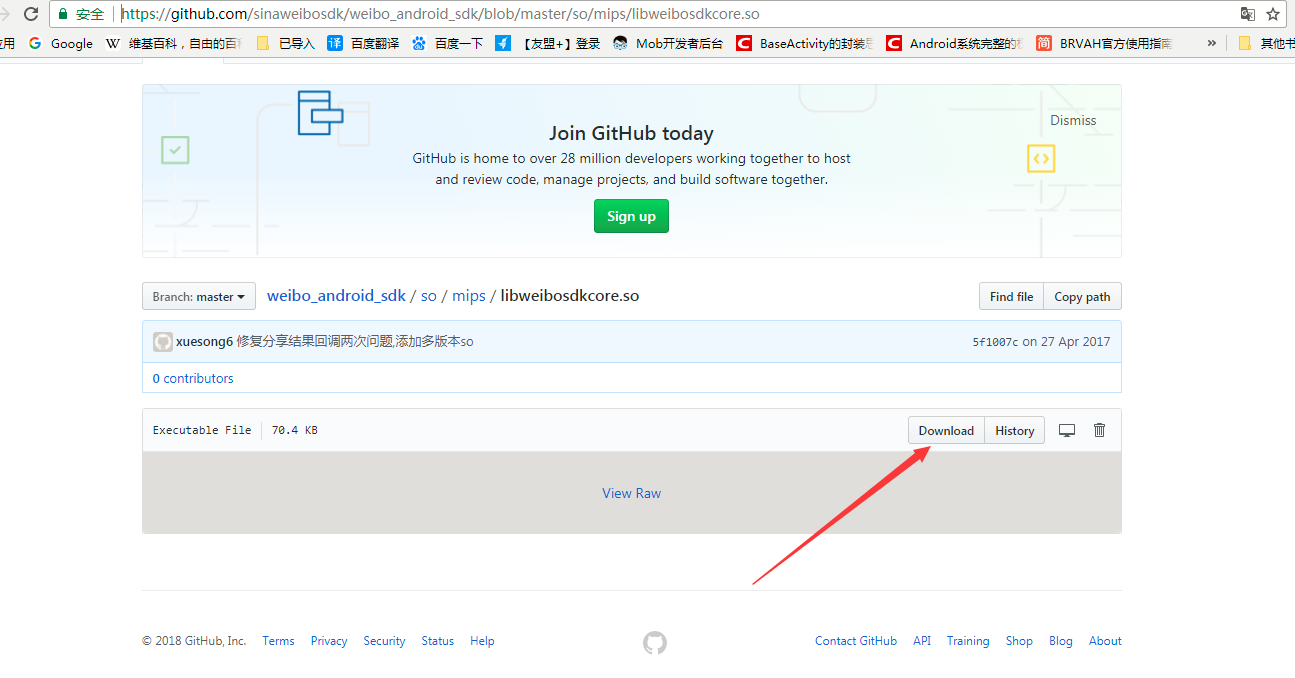 安全 https://github.com/sinaweibosdk/weibo_android_sdk/blob/master/so/mips/libweibosdkcore.so
应用 Google 维基百科，自由的百科 已导入 百度翻译 百度一下 【友盟+】登录 Mob开发者后台 BaseActivity的封装思 Android系统完整的 BRVAH官方使用指南 » 其他书
Join GitHub today
Dismiss
GitHub is home to over 28 million developers working together to host
and review code, manage projects, and build software together.
Sign up
Branch: master weibo_android_sdk / so / mips / libweibosdkcore.so Find file Copy path
xuesong6 修复分享结果回调两次问题,添加多版本so 5f1007c on 27 Apr 2017
0 contributors
Executable File 70.4 KB Download History
View Raw
© 2018 GitHub, Inc. Terms Privacy Security Status Help Contact GitHub API Training Shop Blog About